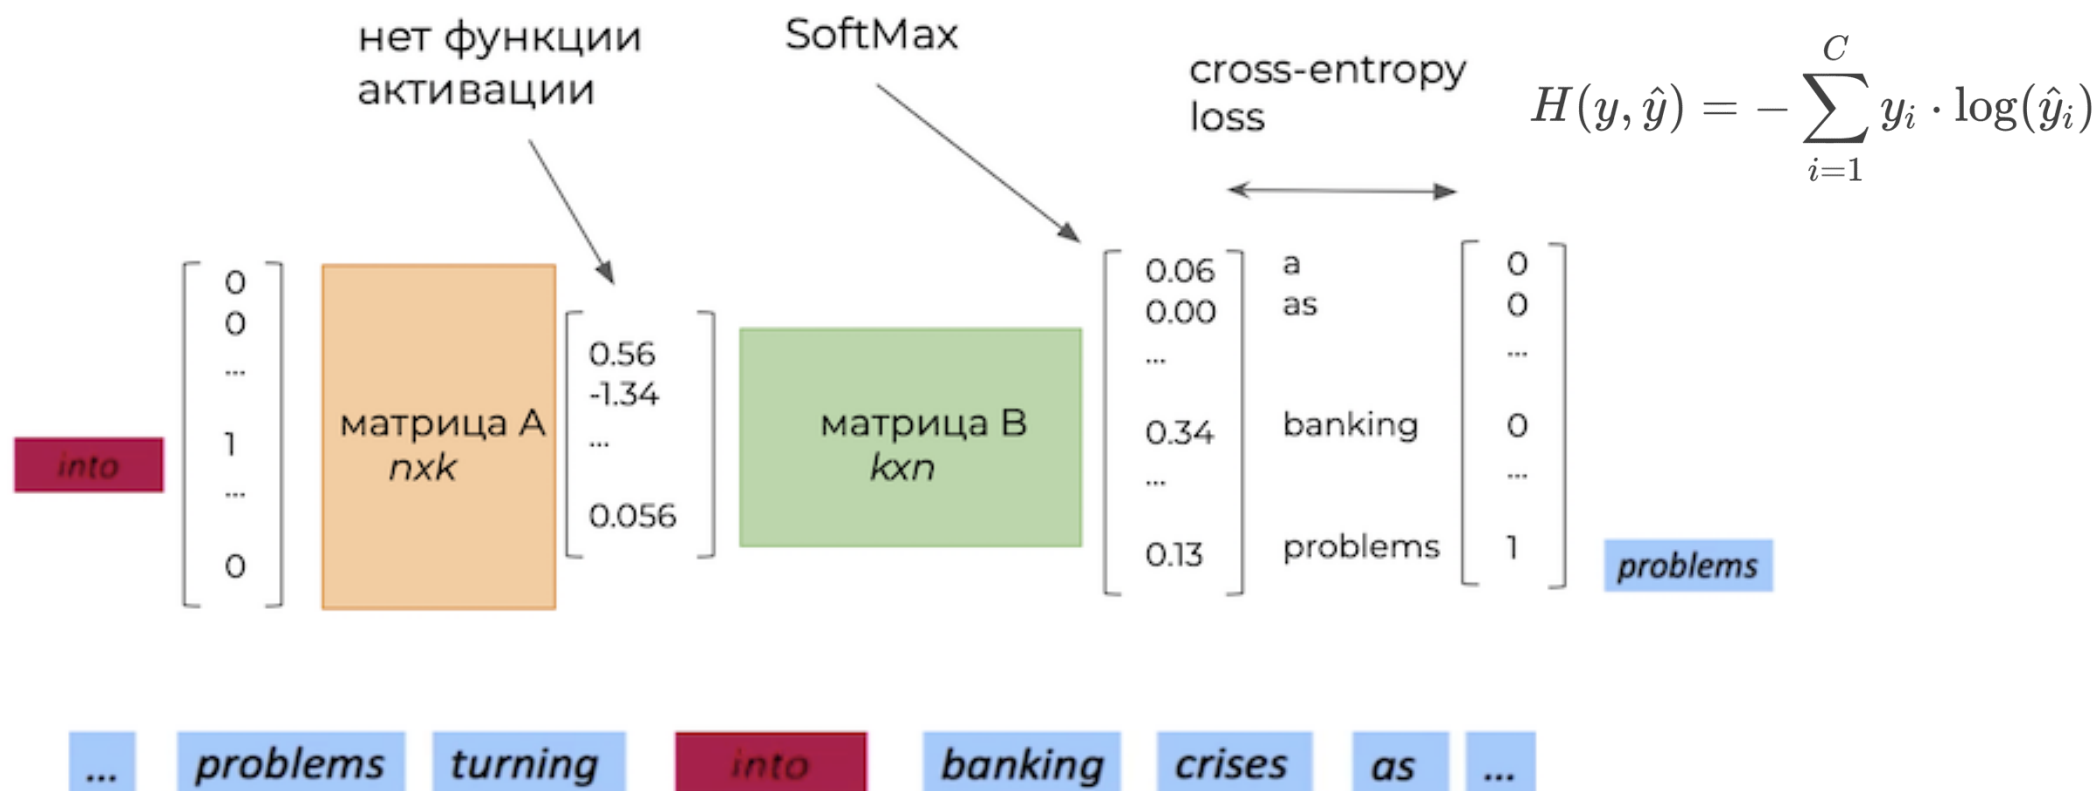 нет функции
активации
SoftMax
cross-entropy
loss
H(y, ŷ) = − ∑_{i=1}^{C} y_i · log(ŷ_i)
into
0
0
...
1
...
0
матрица A
nxk
0.56
-1.34
...
0.056
матрица B
kxn
0.06
0.00
...
0.34
...
0.13
a
as
banking
problems
0
0
...
0
...
1
problems
... problems turning into banking crises as ...